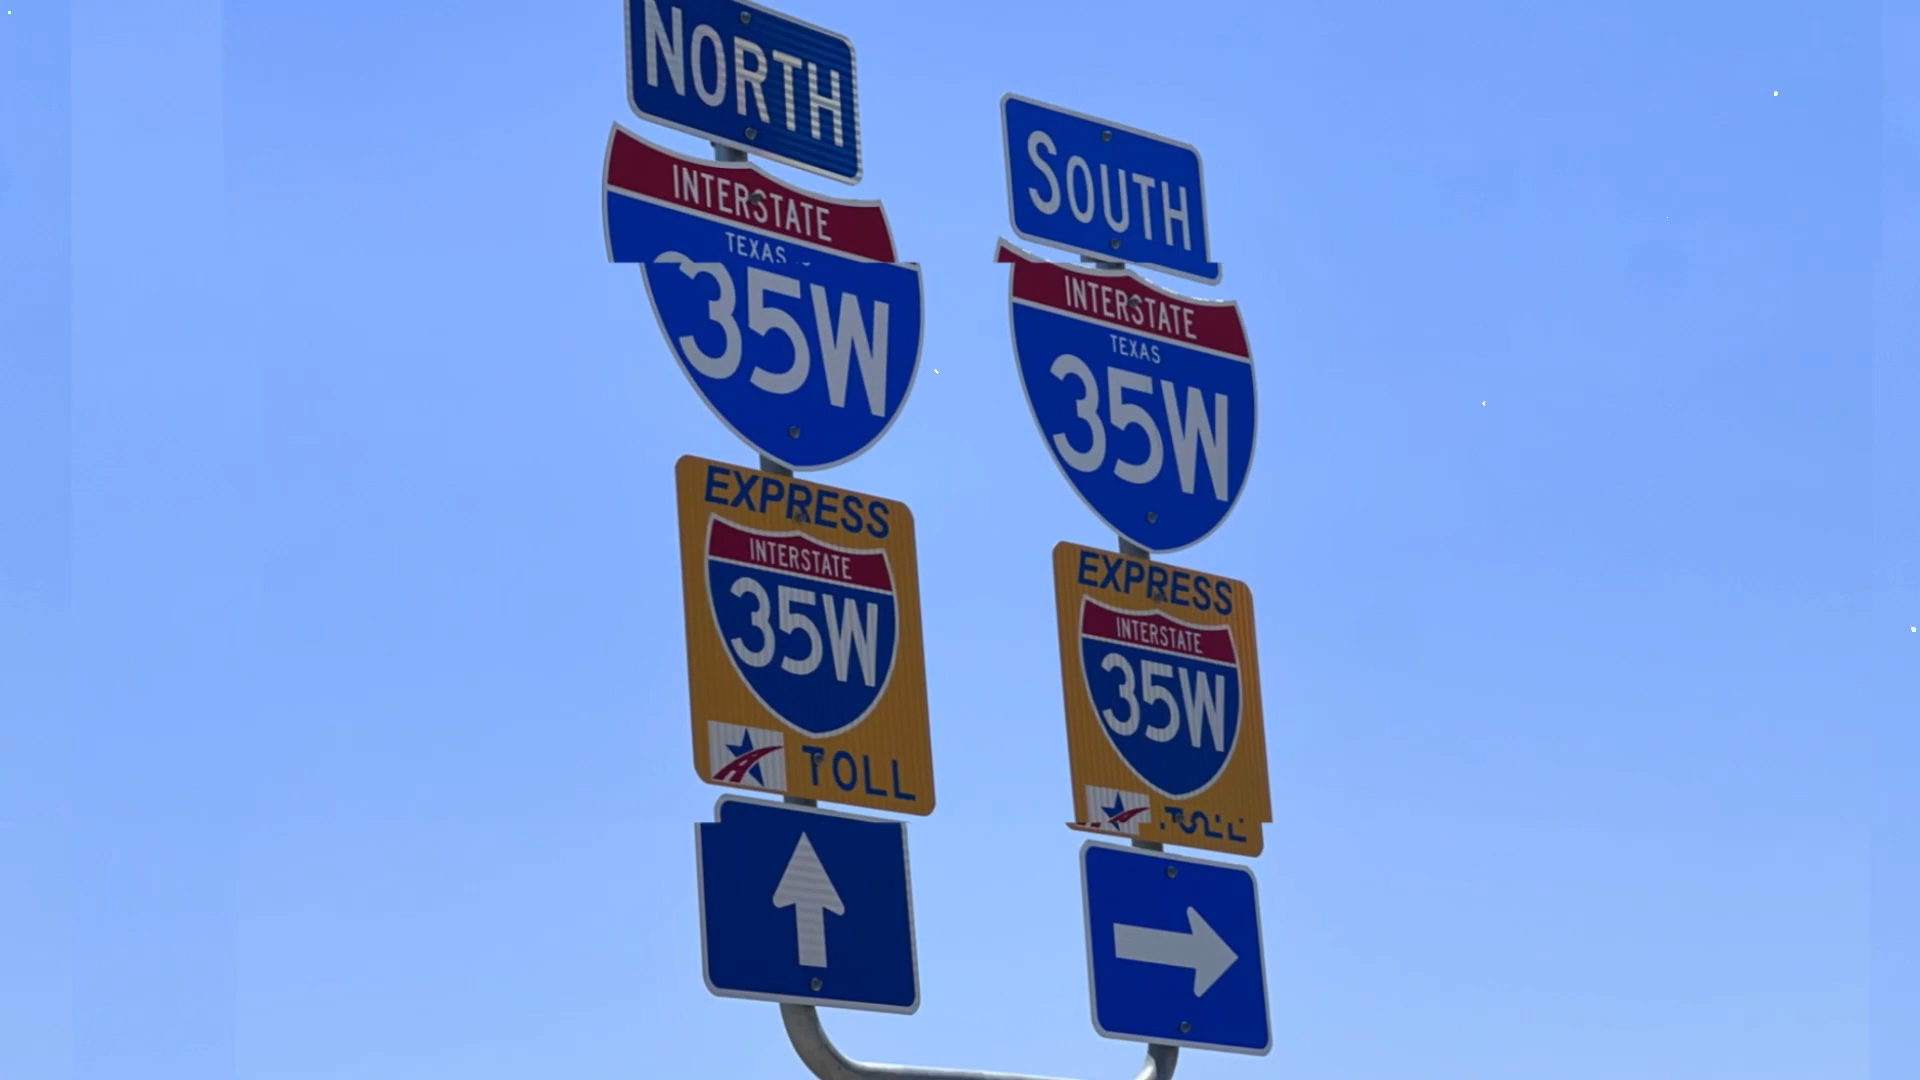 NORTH
INTERSTATE
TEXAS
35W
EXPRESS
INTERSTATE
35W
TOLL
SOUTH
INTERSTATE
TEXAS
35W
EXPRESS
INTERSTATE
35W